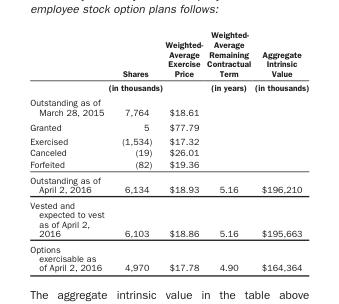 employee stock option plans follows:
Weighted-
Weighted- Average
Average Remaining Aggregate
Exercise Contractual Intrinsic
Shares Price Term Value
(in thousands) (in years) (in thousands)
Outstanding as of
March 28, 2015 7,764 $18.61
Granted 5 $77.79
Exercised (1,534) $17.32
Canceled (19) $26.01
Forfeited (82) $19.36
Outstanding as of
April 2, 2016 6,134 $18.93 5.16 $196,210
Vested and
expected to vest
as of April 2,
2016 6,103 $18.86 5.16 $195,663
Options
exercisable as
of April 2, 2016 4,970 $17.78 4.90 $164,364
The aggregate intrinsic value in the table above